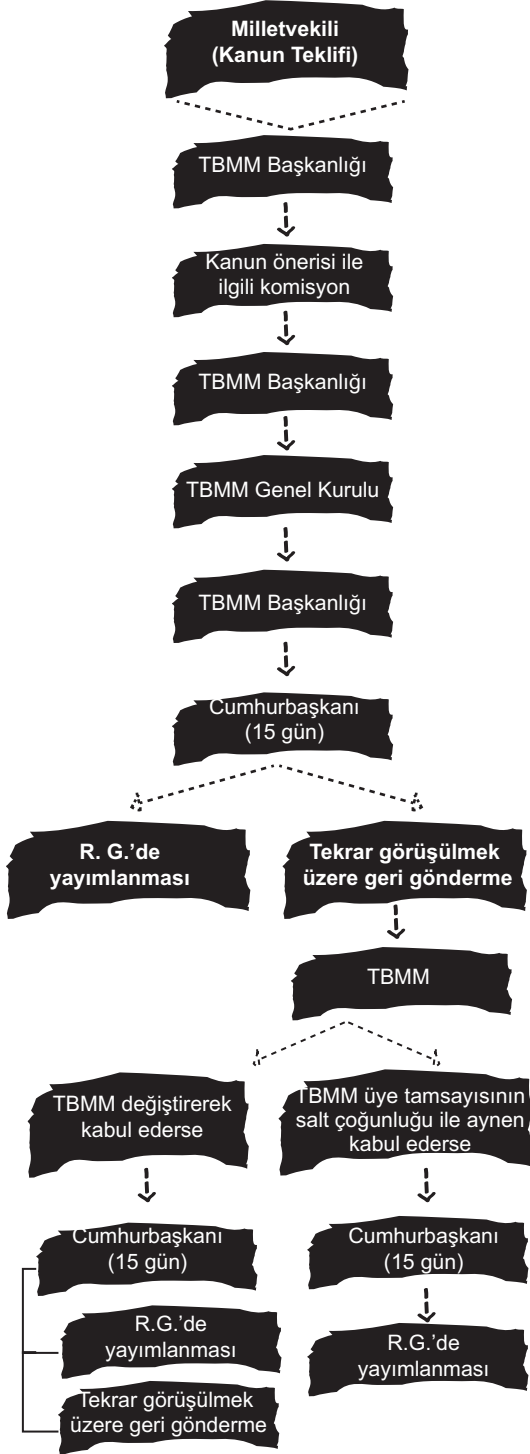 Milletvekili
(Kanun Teklifi)
TBMM Başkanlığı
Kanun önerisi ile
ilgili komisyon
TBMM Başkanlığı
TBMM Genel Kurulu
TBMM Başkanlığı
Cumhurbaşkanı
(15 gün)
R. G.’de
yayımlanması
Tekrar görüşülmek
üzere geri gönderme
TBMM
TBMM değiştirerek
kabul ederse
TBMM üye tamsayısının
salt çoğunluğu ile aynen
kabul ederse
Cumhurbaşkanı
(15 gün)
R.G.’de
yayımlanması
Tekrar görüşülmek
üzere geri gönderme
Cumhurbaşkanı
(15 gün)
R.G.’de
yayımlanması